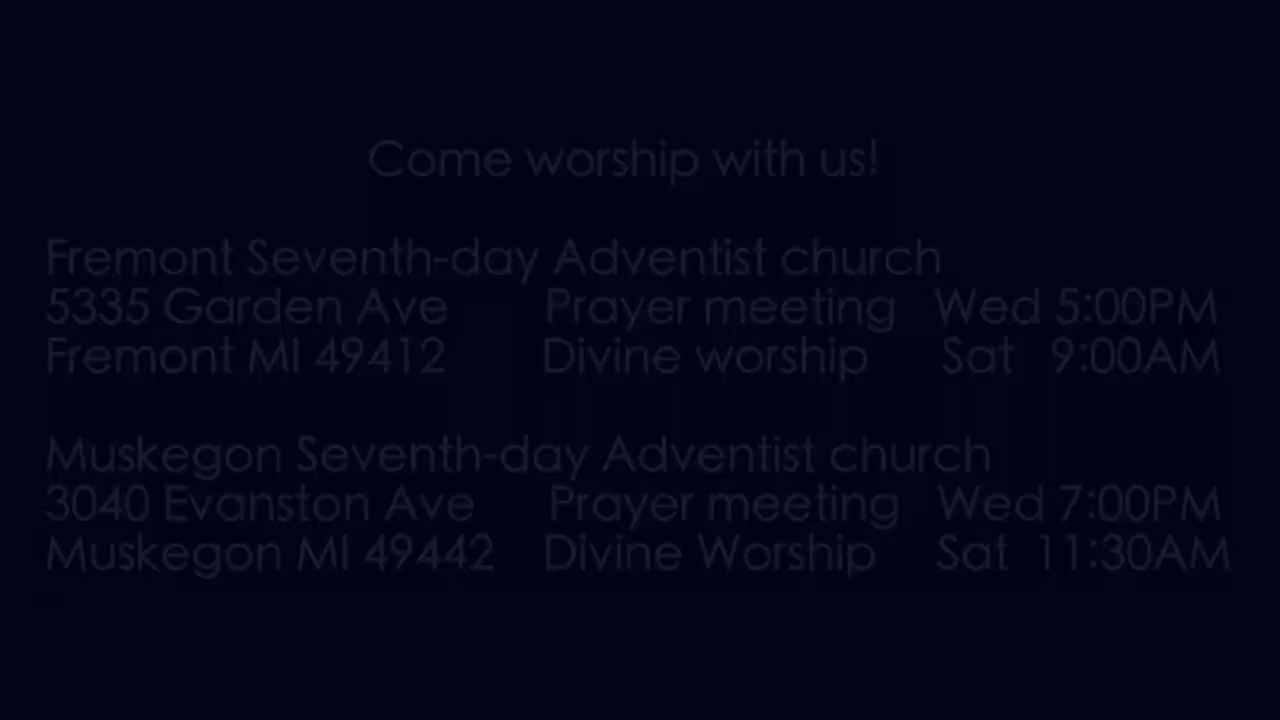 Come worship with us!
Fremont Seventh-day Adventist church
5335 Garden Ave Prayer meeting Wed 5:00PM
Fremont MI 49412 Divine worship Sat 9:00AM
Muskegon Seventh-day Adventist church
3040 Evanston Ave Prayer meeting Wed 7:00PM
Muskegon MI 49442 Divine Worship Sat 11:30AM